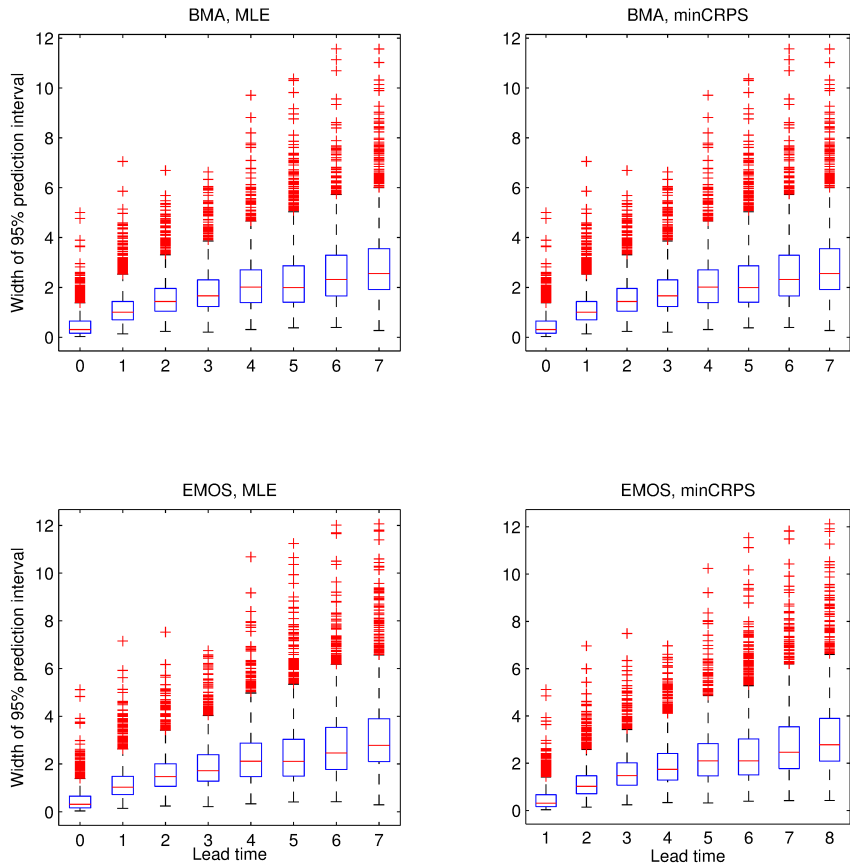 BMA, MLE
BMA, minCRPS
Width of 95% prediction interval
12
10
8
6
4
2
0
0 1 2 3 4 5 6 7
12
10
8
6
4
2
0
0 1 2 3 4 5 6 7
EMOS, MLE
EMOS, minCRPS
Width of 95% prediction interval
12
10
8
6
4
2
0
0 1 2 3 4 5 6 7
Lead time
12
10
8
6
4
2
0
1 2 3 4 5 6 7 8
Lead time